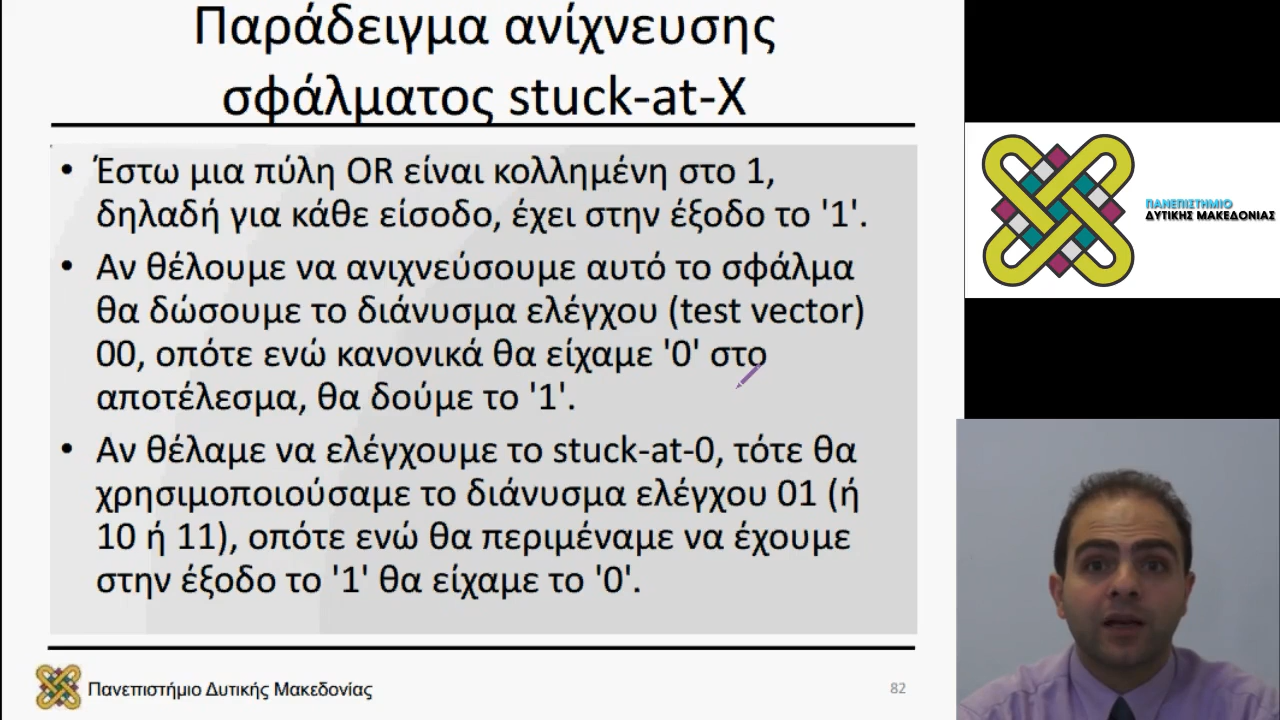 Παράδειγμα ανίχνευσης
σφάλματος stuck-at-X
• Έστω μια πύλη OR είναι κολλημένη στο 1,
δηλαδή για κάθε είσοδο, έχει στην έξοδο το '1'.
• Αν θέλουμε να ανιχνεύσουμε αυτό το σφάλμα
θα δώσουμε το διάνυσμα ελέγχου (test vector)
00, οπότε ενώ κανονικά θα είχαμε '0' στο
αποτέλεσμα, θα δούμε το '1'.
• Αν θέλαμε να ελέγχουμε το stuck-at-0, τότε θα
χρησιμοποιούσαμε το διάνυσμα ελέγχου 01 (ή
10 ή 11), οπότε ενώ θα περιμέναμε να έχουμε
στην έξοδο το '1' θα είχαμε το '0'.
Πανεπιστήμιο Δυτικής Μακεδονίας
82
ΠΑΝΕΠΙΣΤΗΜΙΟ
ΔΥΤΙΚΗΣ ΜΑΚΕΔΟΝΙΑΣ